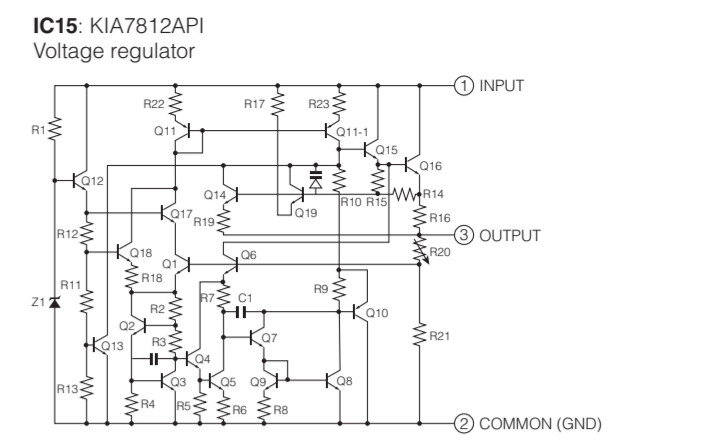 IC15: KIA7812API
Voltage regulator
1 INPUT
R22 R17 R23
R1 Q11 Q11-1
Q15
Q16
Q12
Q14 R10 R15 R14
Q17 R19 Q19 R16
R12 3 OUTPUT
Q18 Q1 Q6 R20
R18
R11 R7 C1 R9
Z1 R2 Q10
Q2 R3 Q7 R21
Q13 Q4
Q3 Q5 Q9 Q8
R13 R4 R5 R6 R8
2 COMMON (GND)